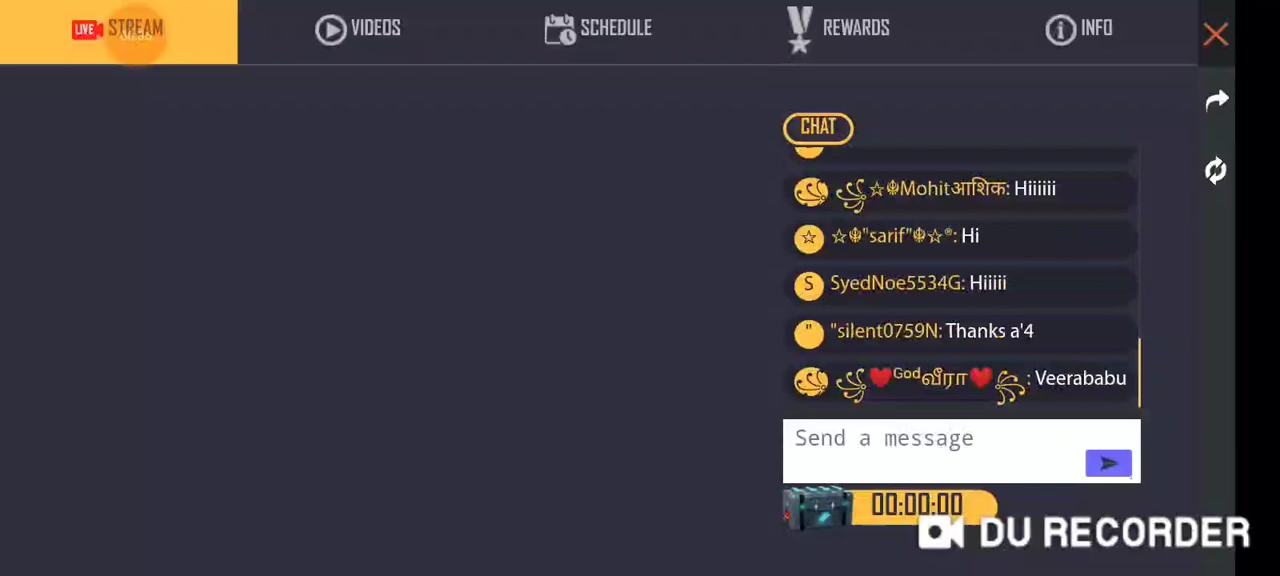 LIVE STREAM
VIDEOS
SCHEDULE
REWARDS
INFO
CHAT
꧁☆☬Mohitआशिक: Hiiiiii
☆☬"sarif"☬☆®: Hi
S SyedNoe5534G: Hiiiii
" "silent0759N: Thanks a'4
꧁❤️ᴳᵒᵈவீரா❤️꧂: Veerababu
Send a message
00:00:00
DU RECORDER